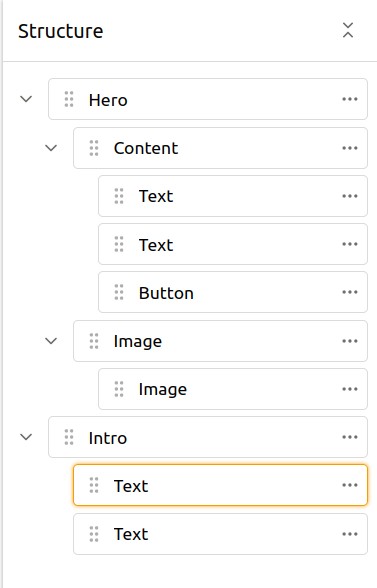 Structure
Hero
Content
Text
Text
Button
Image
Image
Intro
Text
Text